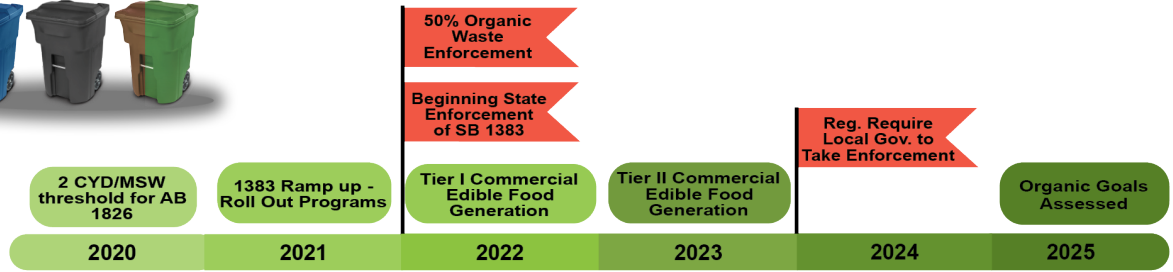 50% Organic
Waste
Enforcement
Beginning State
Enforcement
of SB 1383
Reg. Require
Local Gov. to
Take Enforcement
2 CYD/MSW
threshold for AB
1826
1383 Ramp up -
Roll Out Programs
Tier I Commercial
Edible Food
Generation
Tier II Commercial
Edible Food
Generation
Organic Goals
Assessed
2020
2021
2022
2023
2024
2025